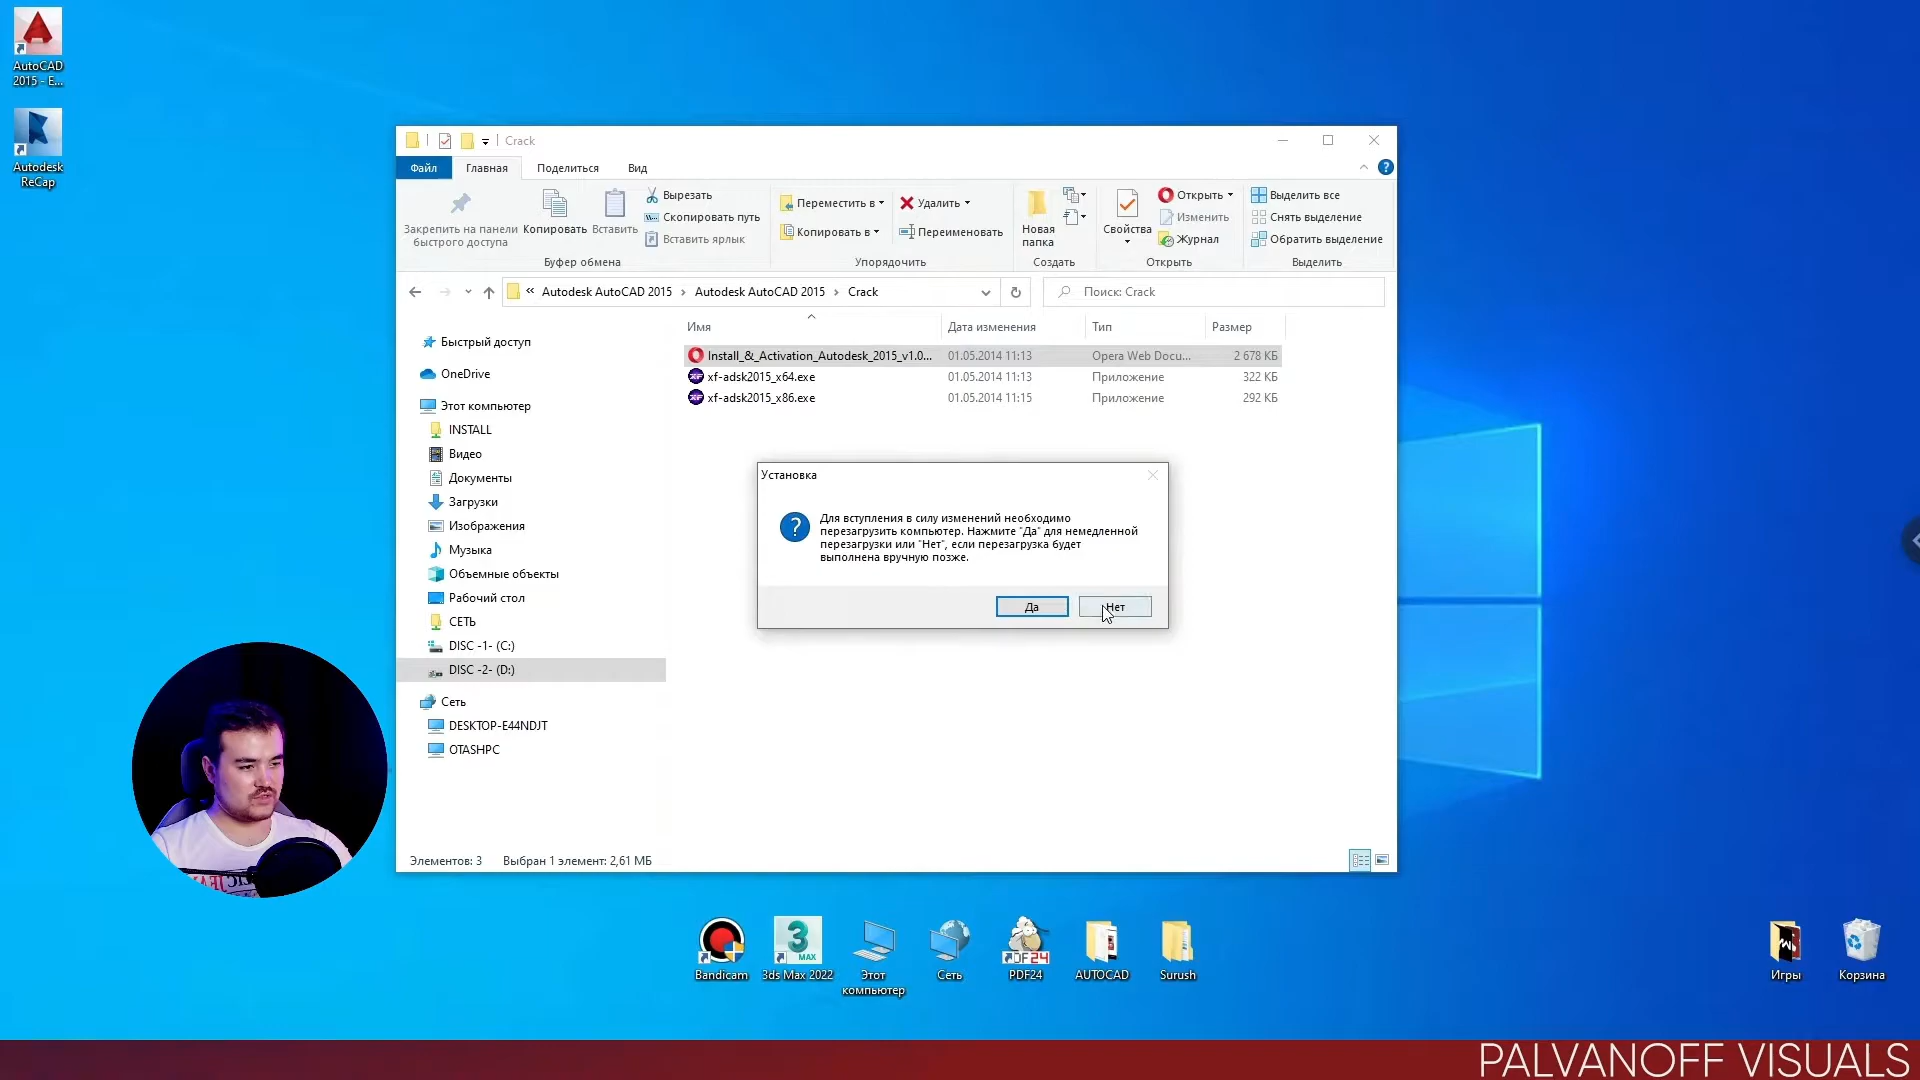 AutoCAD
2015 - E...
Autodesk
ReCap
Crack
Файл
Главная
Поделиться
Вид
Закрепить на панели
быстрого доступа
Копировать
Вставить
Вырезать
Скопировать путь
Вставить ярлык
Буфер обмена
Переместить в
Копировать в
Удалить
Переименовать
Упорядочить
Новая
папка
Создать
Свойства
Открыть
Изменить
Журнал
Открыть
Выделить все
Снять выделение
Обратить выделение
Выделить
« Autodesk AutoCAD 2015 › Autodesk AutoCAD 2015 › Crack
Поиск: Crack
Имя Дата изменения Тип Размер
Install_&_Activation_Autodesk_2015_v1.0... 01.05.2014 11:13 Opera Web Docu... 2 678 КБ
xf-adsk2015_x64.exe 01.05.2014 11:13 Приложение 322 КБ
xf-adsk2015_x86.exe 01.05.2014 11:15 Приложение 292 КБ
Быстрый доступ
OneDrive
Этот компьютер
INSTALL
Видео
Документы
Загрузки
Изображения
Музыка
Объемные объекты
Рабочий стол
СЕТЬ
DISC -1- (C:)
DISC -2- (D:)
Сеть
DESKTOP-E44NDJT
OTASHPC
Установка
Для вступления в силу изменений необходимо
перезагрузить компьютер. Нажмите "Да" для немедленной
перезагрузки или "Нет", если перезагрузка будет
выполнена вручную позже.
Да
Нет
Элементов: 3 Выбран 1 элемент: 2,61 МБ
Bandicam
3
MAX
3ds Max 2022
Этот
компьютер
Сеть
PDF24
PDF24
AUTOCAD
Surush
Игры
Корзина
PALVANOFF VISUALS